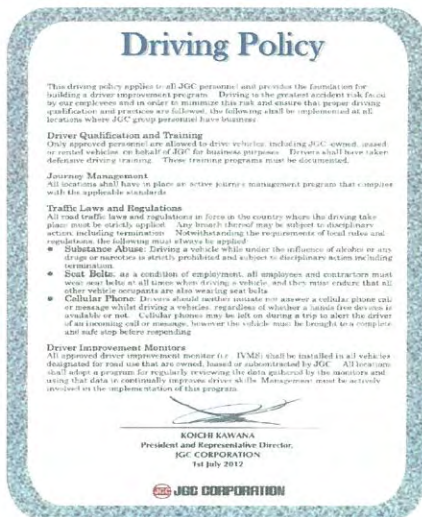 Driving Policy
This driving policy applies to all JGC personnel and provides the foundation for
building a driver improvement program. Driving is the greatest accident risk faced
by our employees and in order to minimize this risk and ensure that proper driving
qualification and practices are followed, the following shall be implemented at all
locations where JGC group personnel have business
Driver Qualification and Training
Only approved personnel are allowed to drive vehicles, including JGC owned, leased
or rented vehicles, on behalf of JGC for business purposes. Drivers shall have taken
defensive driving training. These training programs must be documented.
Journey Management
All locations shall have in place an active journey management program that complies
with the applicable standards
Traffic Laws and Regulations
All road traffic laws and regulations in force in the country where the driving take
place must be strictly applied. Any breach thereof may be subject to disciplinary
action, including termination. Notwithstanding the requirements of local rules and
regulations, the following must always be applied:
● Substance Abuse: Driving a vehicle while under the influence of alcohol or any
drugs or narcotics is strictly prohibited and subject to disciplinary action including
termination.
● Seat Belts: as a condition of employment, all employees and contractors must
wear seat belts at all times when driving a vehicle, and they must endure that all
other vehicle occupants are also wearing seat belts
● Cellular Phone: Drivers should neither initiate not answer a cellular phone call
or message whilst driving a vehicles, regardless of whether a hands free devices is
available or not. Cellular phones may be left on during a trip to alert the driver
of an incoming call or message, however the vehicle must be brought to a complete
and safe stop before responding
Driver Improvement Monitors
All approved driver improvement monitor (i.e. IVMS) shall be installed in all vehicles
designated for road use that are owned, leased or subcontracted by JGC. All locations
shall adopt a program for regularly reviewing the data gathered by the monitors and
using that data in continually improves driver skills. Management must be actively
involved in the implementation of this program.
KOICHI KAWANA
President and Representative Director,
JGC CORPORATION
1st July 2012
JGC CORPORATION